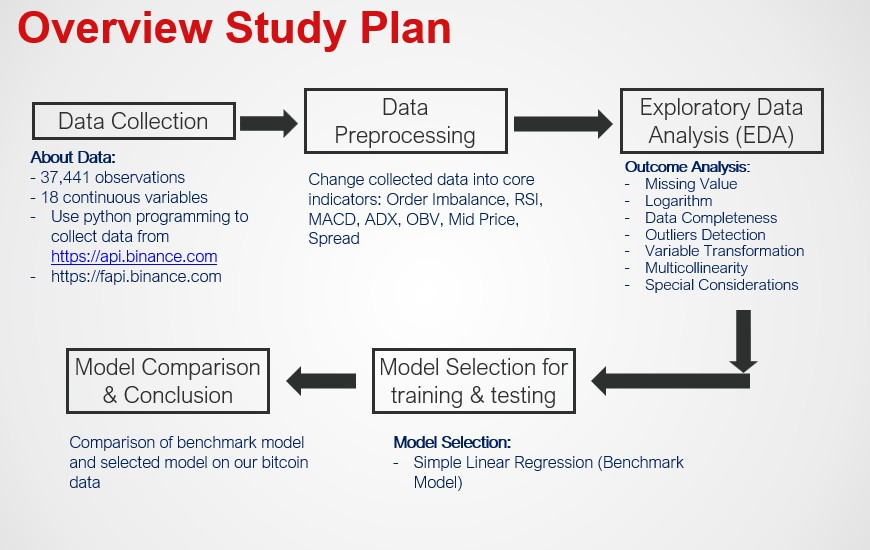 Overview Study Plan
Data Collection
About Data:
- 37,441 observations
- 18 continuous variables
- Use python programming to
collect data from
https://api.binance.com
- https://fapi.binance.com
Data
Preprocessing
Change collected data into core
indicators: Order Imbalance, RSI,
MACD, ADX, OBV, Mid Price,
Spread
Exploratory Data
Analysis (EDA)
Outcome Analysis:
- Missing Value
- Logarithm
- Data Completeness
- Outliers Detection
- Variable Transformation
- Multicollinearity
- Special Considerations
Model Selection for
training & testing
Model Selection:
- Simple Linear Regression (Benchmark
Model)
Model Comparison
& Conclusion
Comparison of benchmark model
and selected model on our bitcoin
data